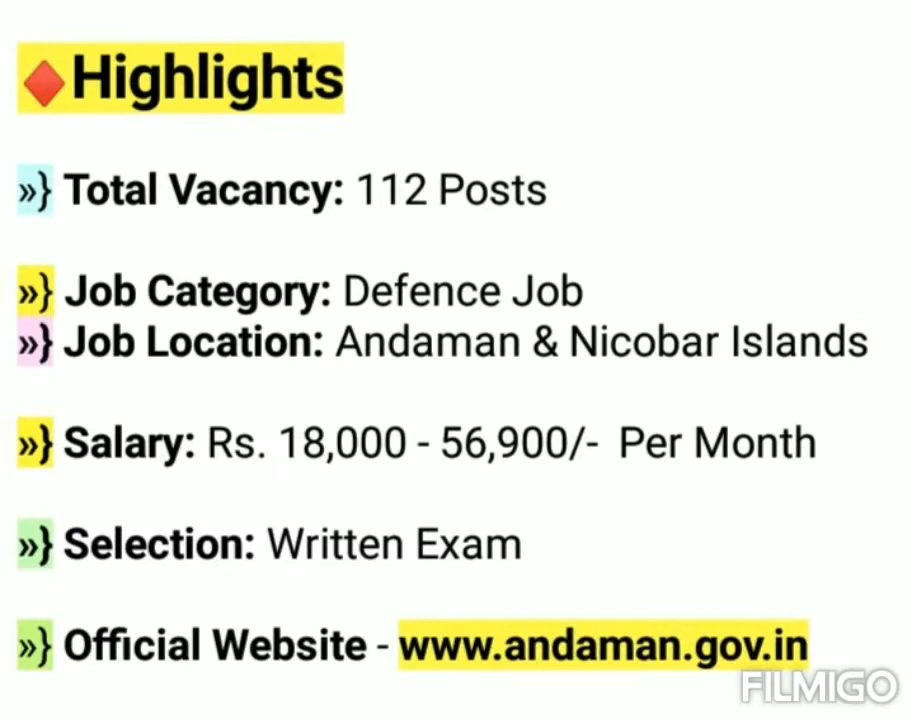 ♦️Highlights
»} Total Vacancy: 112 Posts
»} Job Category: Defence Job
»} Job Location: Andaman & Nicobar Islands
»} Salary: Rs. 18,000 - 56,900/- Per Month
»} Selection: Written Exam
»} Official Website - www.andaman.gov.in
FILMIGO